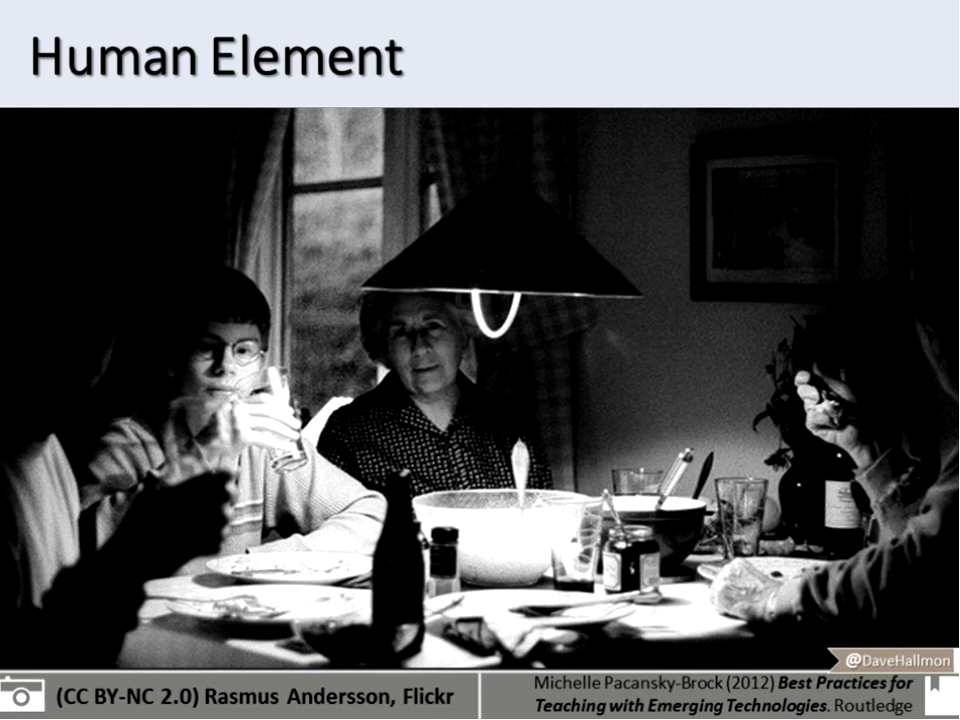 Human Element
@DaveHallmon
(CC BY-NC 2.0) Rasmus Andersson, Flickr
Michelle Pacansky-Brock (2012) Best Practices for
Teaching with Emerging Technologies. Routledge